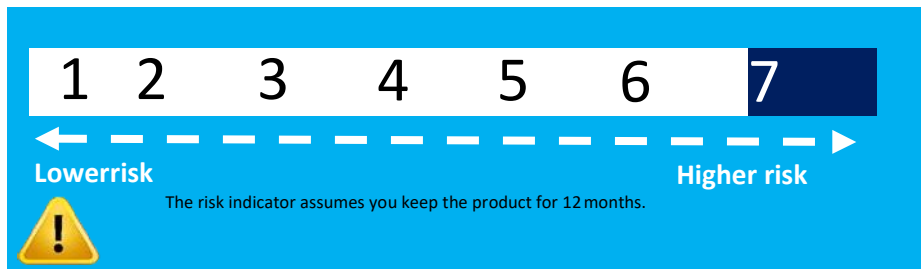 1 2 3 4 5 6 7
Lowerrisk Higher risk
The risk indicator assumes you keep the product for 12 months.
!